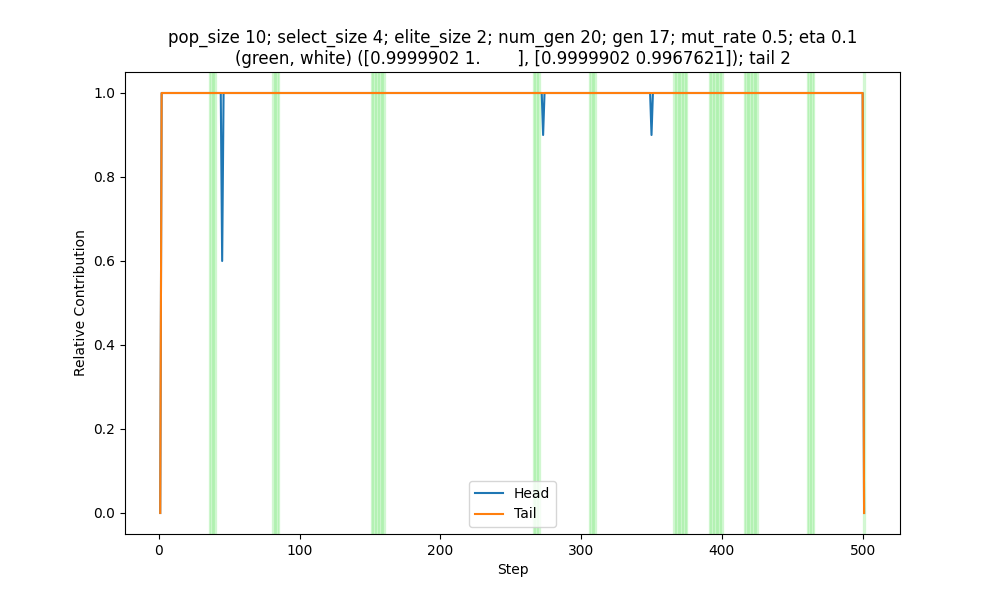 pop_size 10; select_size 4; elite_size 2; num_gen 20; gen 17; mut_rate 0.5; eta 0.1
(green, white) ([0.9999902 1.        ], [0.9999902 0.9967621]); tail 2
1.0
0.8
0.6
0.4
0.2
0.0
Relative Contribution
Head
Tail
0
100
200
300
400
500
Step